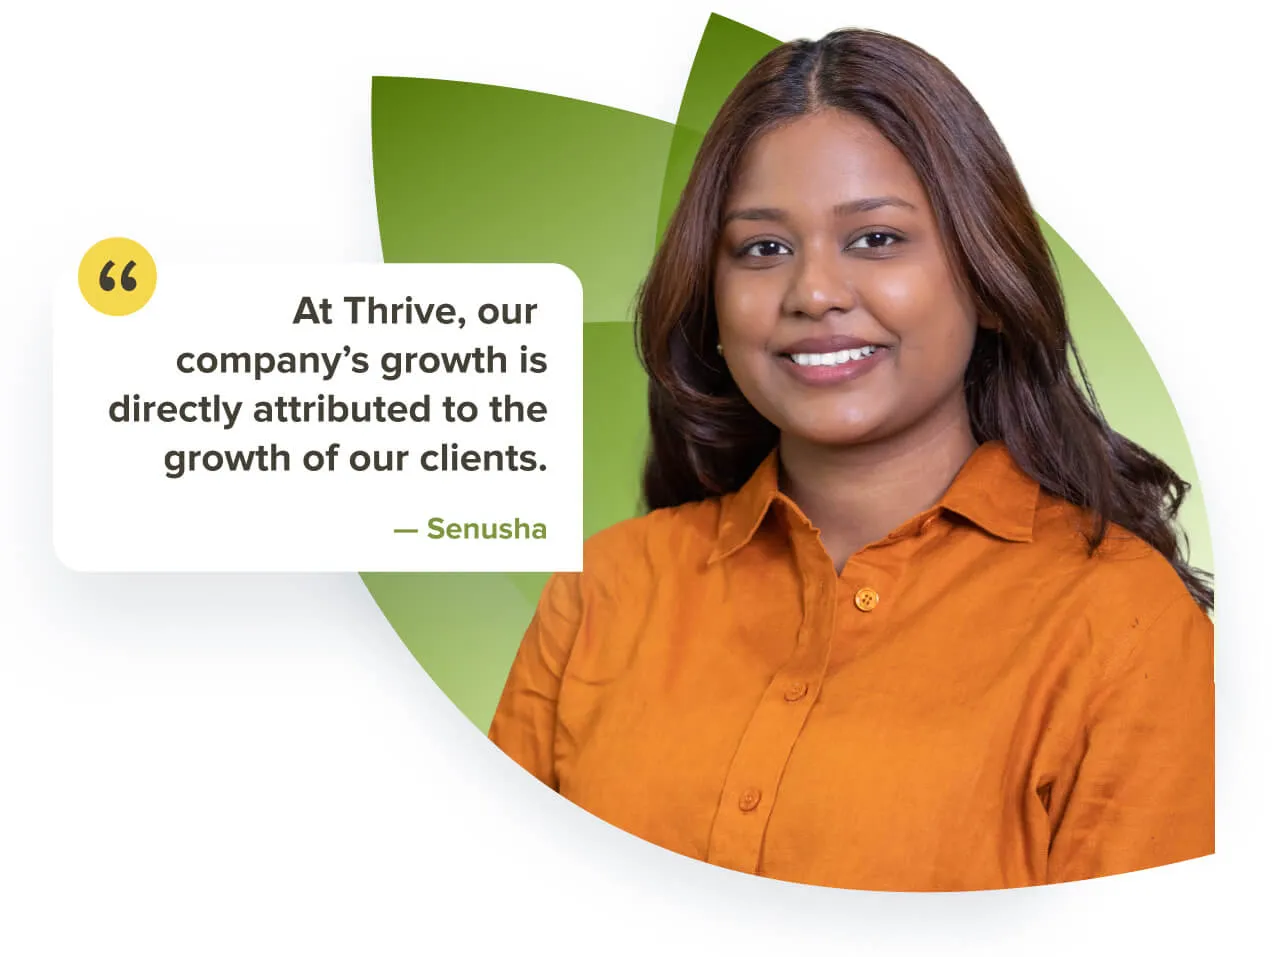 “
At Thrive, our
company’s growth is
directly attributed to the
growth of our clients.
— Senusha